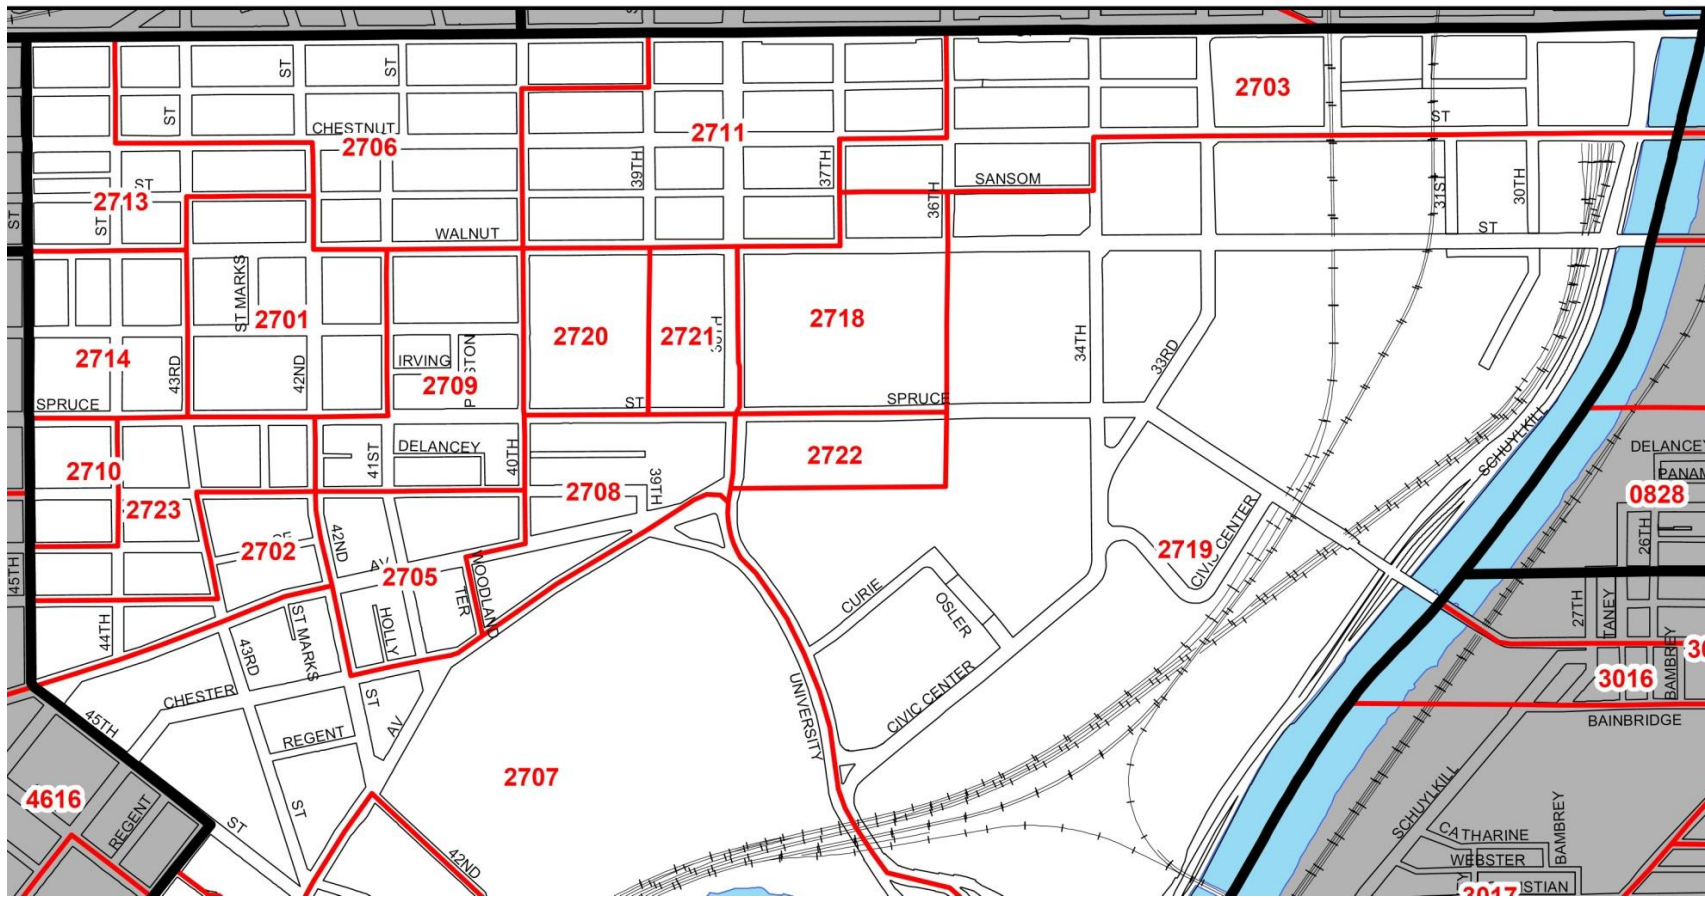 2703
ST
ST
ST
CHESTNUT
2706
2711
ST
39TH
37TH
SANSOM
31ST
30TH
ST
2713
ST
ST
36TH
WALNUT
ST
ST MARKS
2701
2720
2721
2718
34TH
33RD
2714
43RD
42ND
IRVING
2709
SPRUCE
ST
SPRUCE
DELANCEY
41ST
40TH
2710
2708
39TH
2722
SCHUYLKILL
DELANCEY
0828
2723
2702
42ND
AV
2705
WOODLAND
TER
2719
CIVIC CENTER
26TH
45TH
44TH
ST MARKS
HOLLY
CURIE
OSLER
27TH
TANEY
43RD
CHESTER
ST
AV
UNIVERSITY
CIVIC CENTER
3016
BAMBREY
45TH
REGENT
BAINBRIDGE
2707
4616
REGENT
ST
ST
42ND
SCHUYLKILL
CATHARINE
BAMBREY
WEBSTER
3017